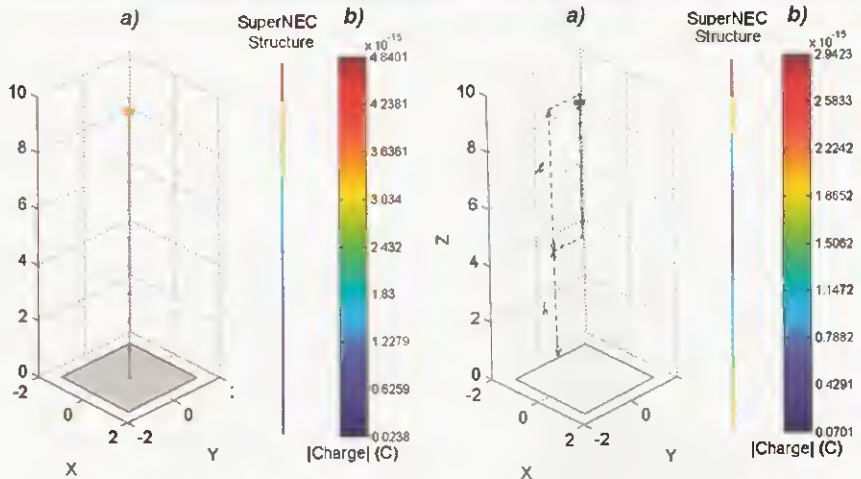 a)
SuperNEC
Structure
b)
x 10^-15
4 8401
4.2381
3.6361
3.034
2 432
1.83
1.2279
0.6259
0 0238
|Charge| (C)
10
8
6
4
2
0
-2
0
2
-2
0
X
Y
a)
SuperNEC
Structure
b)
x 10^-15
2.9423
2.5833
2.2242
1.8652
1.5062
1.1472
0.7882
0.4291
0.0701
|Charge| (C)
Z
10
8
6
4
2
0
-2
0
2
-2
0
X
Y